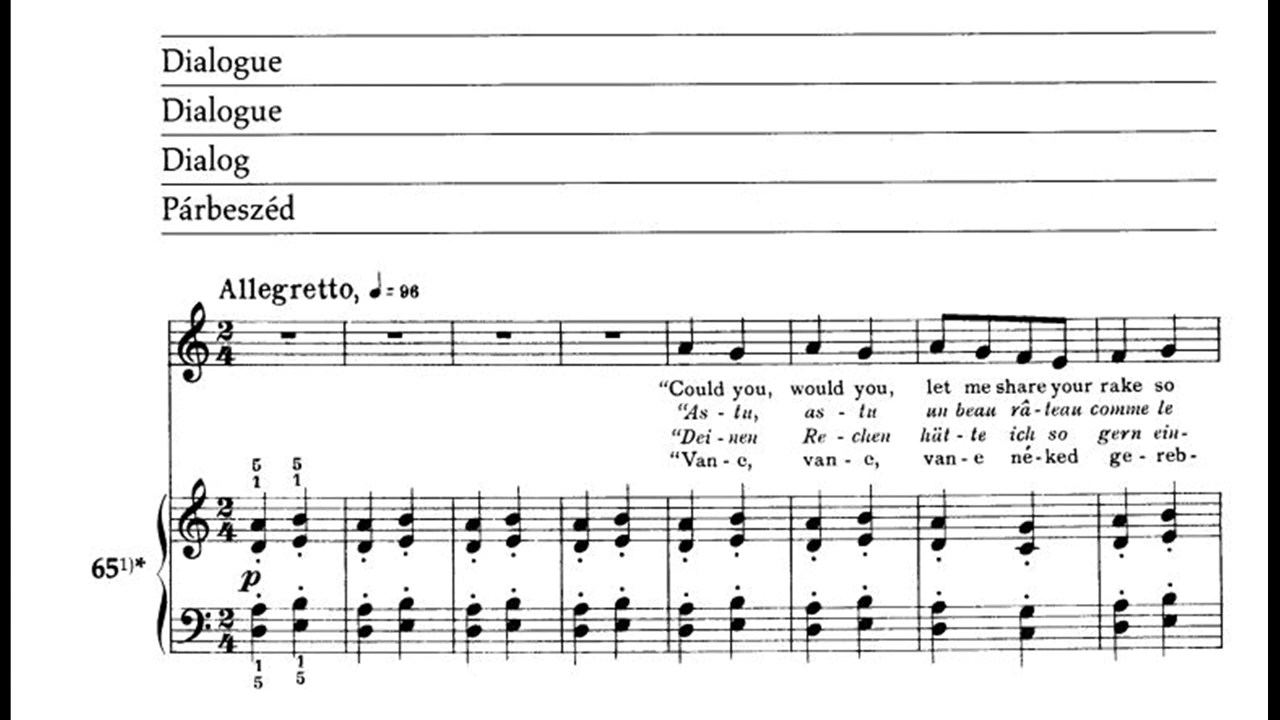 Dialogue
Dialogue
Dialog
Párbeszéd
Allegretto, ♩= 96
“Could you, would you, let me share your rake so
“As - tu, as - tu un beau râ - teau comme le
“Dei - nen Re - chen hät - te ich so gern ein-
“Van - e, van - e, van - e né - ked ge - reb-
5 5
1 1
65¹⁾*
p
1 1
5 5